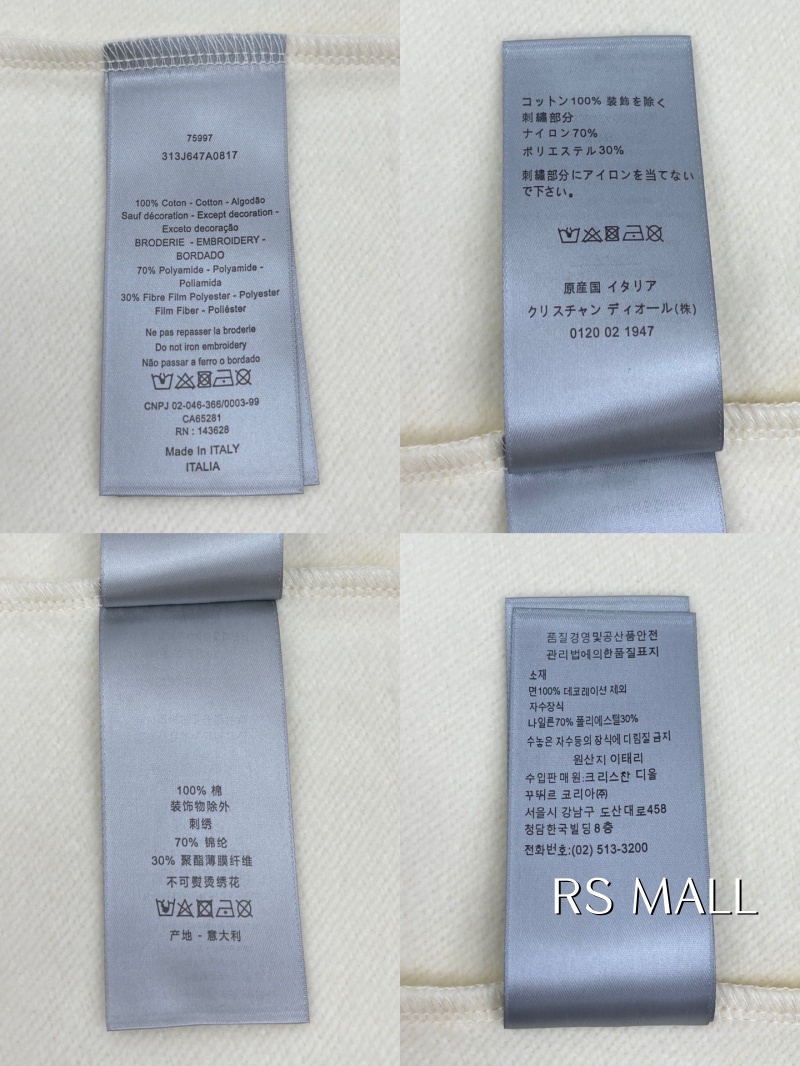 75997
313J647A0817
100% Coton - Cotton - Algodão
Sauf décoration - Except decoration -
Exceto decoração
BRODERIE - EMBROIDERY -
BORDADO
70% Polyamide - Polyamide -
Poliamida
30% Fibre Film Polyester - Polyester
Film Fiber - Poliéster
Ne pas repasser la broderie
Do not iron embroidery
Não passar a ferro o bordado
CNPJ 02-046-366/0003-99
CA65281
RN : 143628
Made In ITALY
ITALIA
コットン100% 装飾を除く
刺繍部分
ナイロン70%
ポリエステル30%
刺繍部分にアイロンを当てない
で下さい。
原産国 イタリア
クリスチャン ディオール(株)
0120 02 1947
100% 棉
装饰物除外
刺绣
70% 锦纶
30% 聚酯薄膜纤维
不可熨烫绣花
产地 - 意大利
품질경영및공산품안전
관리법에의한품질표지
소재
면100% 데코레이션 제외
자수장식
나일론70% 폴리에스텔30%
수놓은 자수등의 장식에 다림질 금지
원산지 이태리
수입판매원:크리스챤 디올
꾸뛰르 코리아㈜
서울시 강남구 도산대로458
청담한국빌딩 8층
전화번호:(02) 513-3200
RS MALL